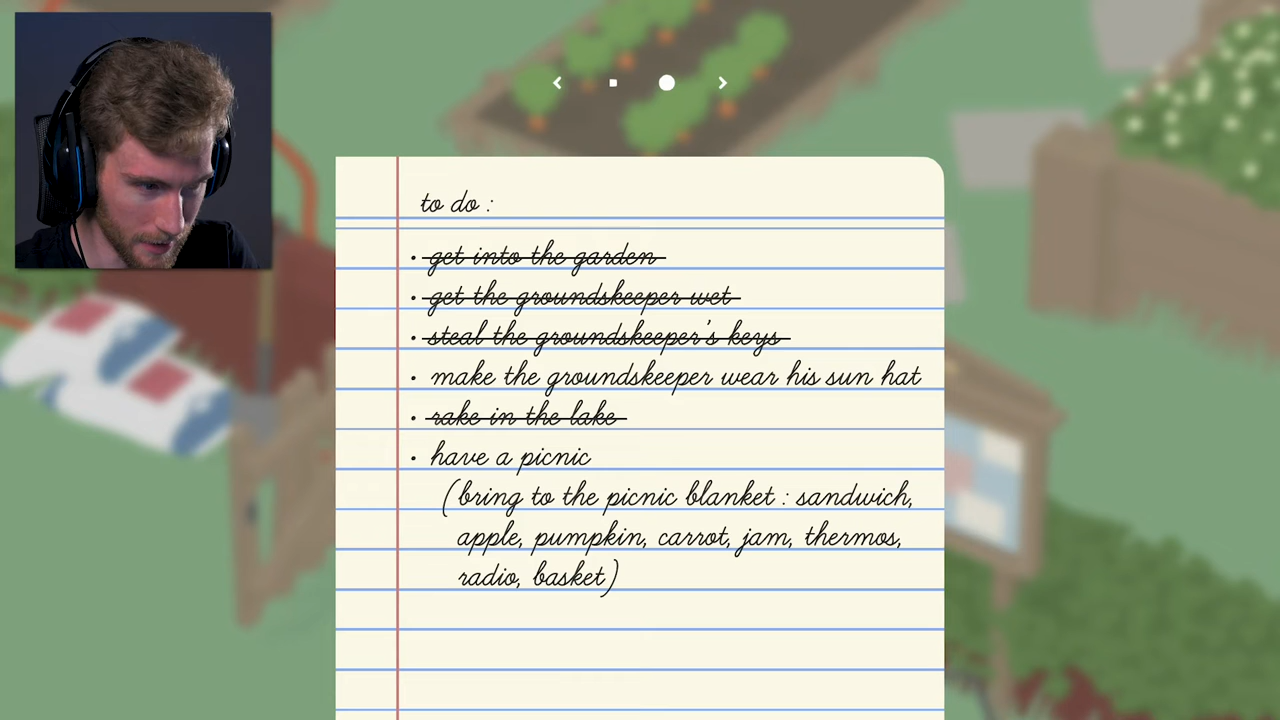 to do :
• get into the garden
• get the groundskeeper wet
• steal the groundskeeper's keys
• make the groundskeeper wear his sun hat
• rake in the lake
• have a picnic
(bring to the picnic blanket : sandwich,
apple, pumpkin, carrot, jam, thermos,
radio, basket)